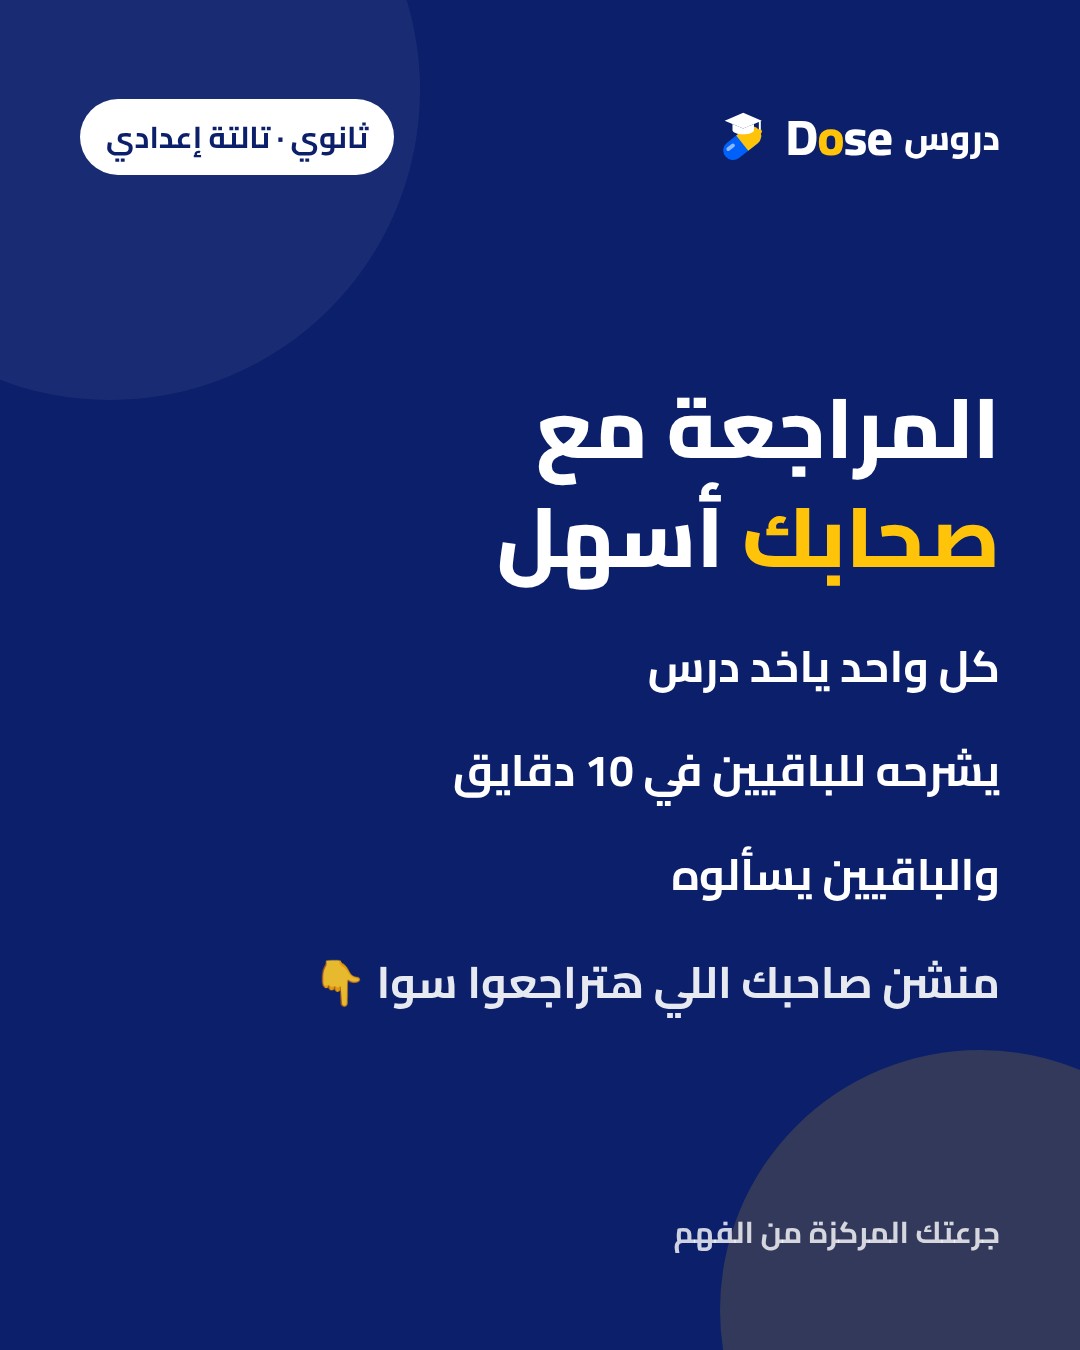 دروس Dose
ثانوي · تالتة إعدادي
المراجعة مع
صحابك أسهل
كل واحد ياخد درس
يشرحه للباقيين في 10 دقايق
والباقيين يسألوه
منشن صاحبك اللي هتراجعوا سوا 👇
جرعتك المركزة من الفهم